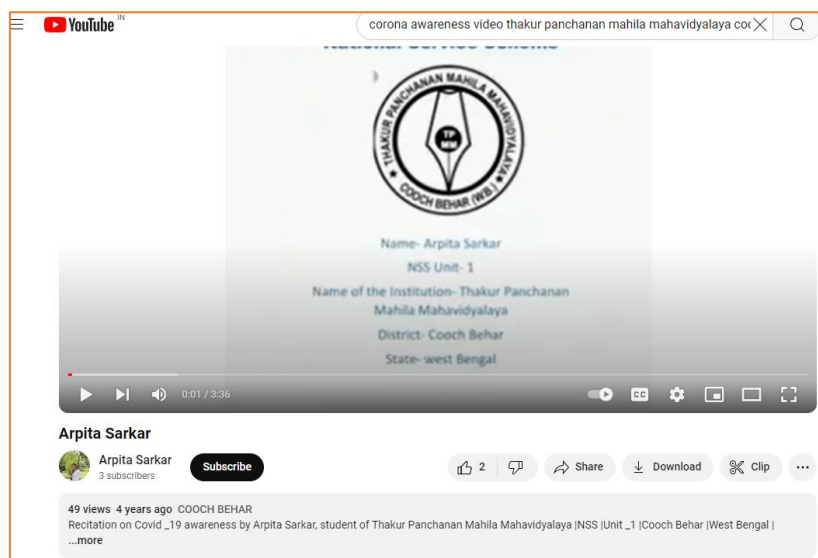 YouTube IN
corona awareness video thakur panchanan mahila mahavidyalaya coo
National Service Scheme
THAKUR PANCHANAN MAHILA MAHAVIDYALAYA
TP
MM
COOCH BEHAR (W.B.)
Name- Arpita Sarkar
NSS Unit- 1
Name of the Institution- Thakur Panchanan
Mahila Mahavidyalaya
District- Cooch Behar
State- west Bengal
0:01 / 3:36
CC
Arpita Sarkar
Arpita Sarkar
3 subscribers
Subscribe
2
Share
Download
Clip
49 views 4 years ago COOCH BEHAR
Recitation on Covid _19 awareness by Arpita Sarkar, student of Thakur Panchanan Mahila Mahavidyalaya |NSS |Unit _1 |Cooch Behar |West Bengal |
...more